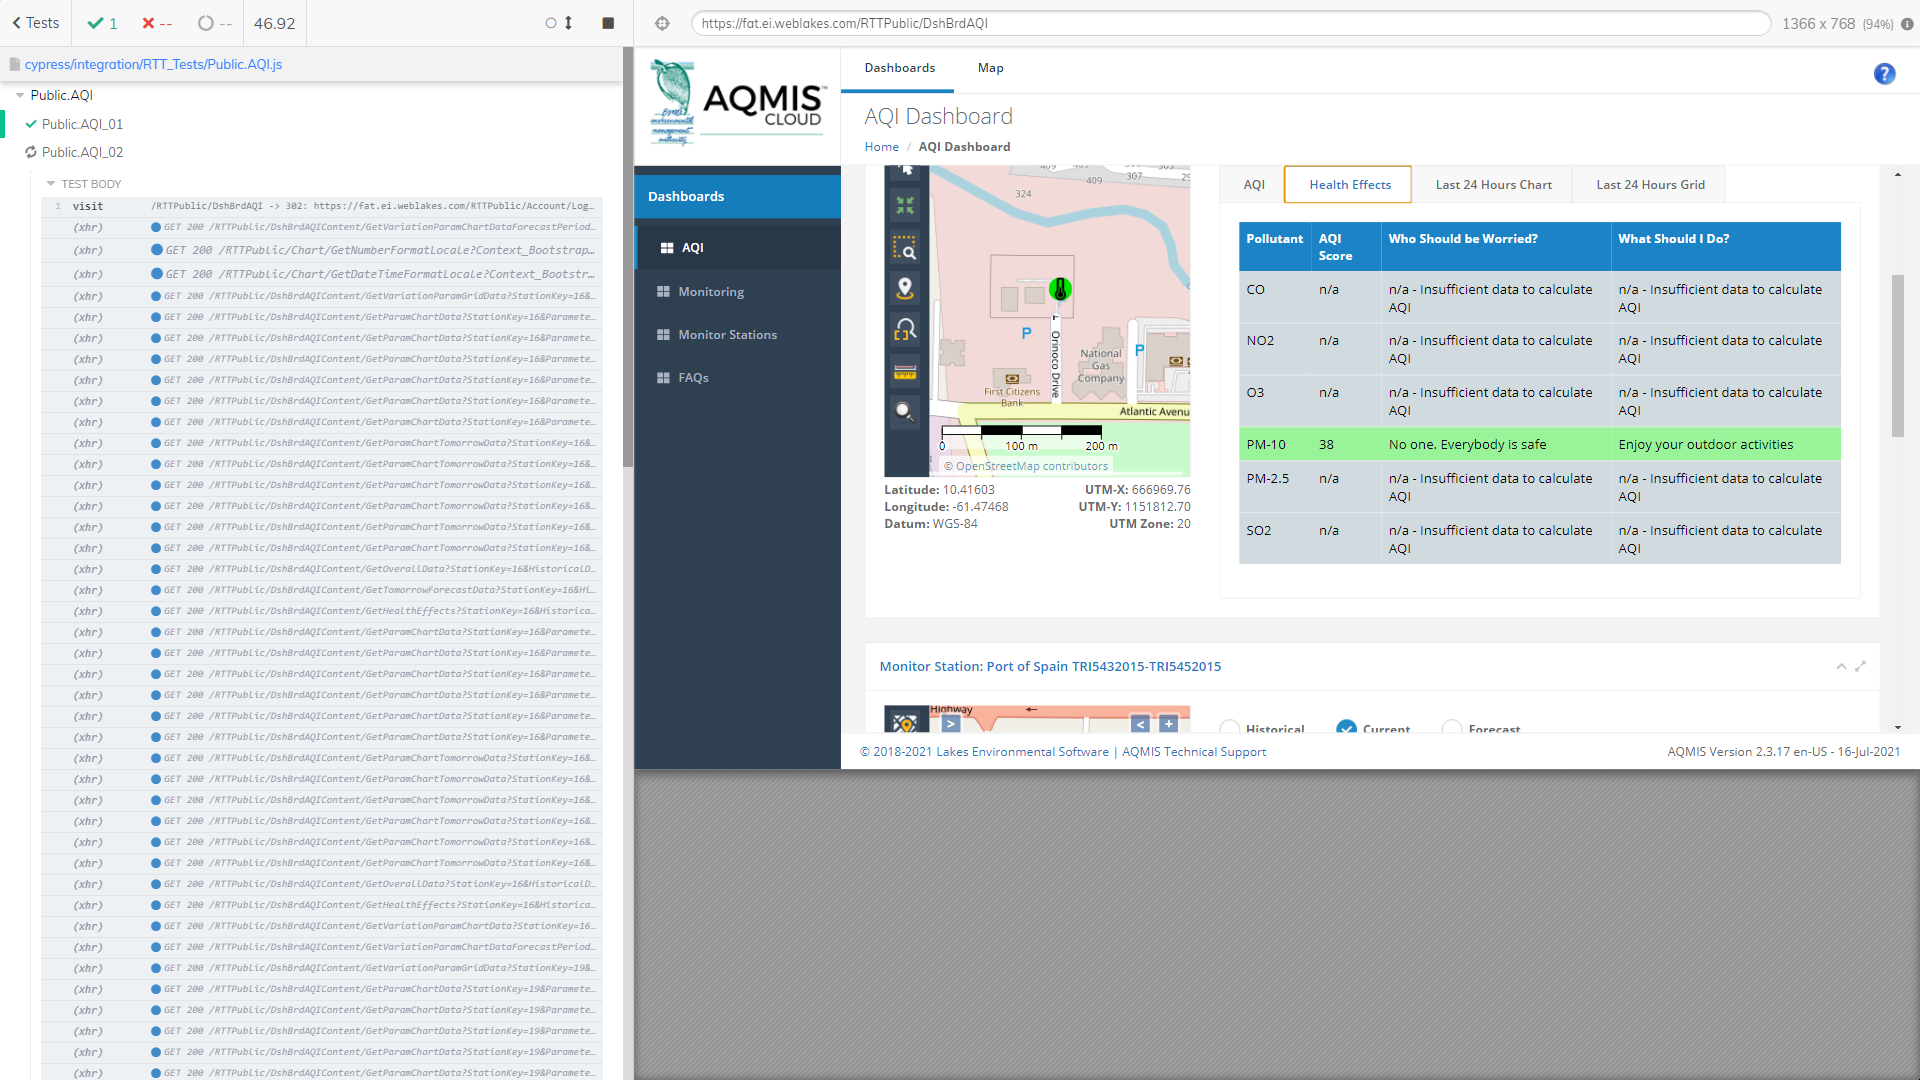 Tests
1
--
--
46.92
cypress/integration/RTT_Tests/Public.AQI.js
Public.AQI
Public.AQI_01
Public.AQI_02
TEST BODY
1 visit /RTTPublic/DshBrdAQI -> 302: https://fat.ei.weblakes.com/RTTPublic/Account/Log…
(xhr) GET 200 /RTTPublic/DshBrdAQIContent/GetVariationParamChartDataForecastPeriod…
(xhr) GET 200 /RTTPublic/Chart/GetNumberFormatLocale?Context_Bootstrap…
(xhr) GET 200 /RTTPublic/Chart/GetDateTimeFormatLocale?Context_Bootstr…
(xhr) GET 200 /RTTPublic/DshBrdAQIContent/GetVariationParamGridData?StationKey=16&…
(xhr) GET 200 /RTTPublic/DshBrdAQIContent/GetParamChartData?StationKey=16&Paramete…
(xhr) GET 200 /RTTPublic/DshBrdAQIContent/GetParamChartData?StationKey=16&Paramete…
(xhr) GET 200 /RTTPublic/DshBrdAQIContent/GetParamChartData?StationKey=16&Paramete…
(xhr) GET 200 /RTTPublic/DshBrdAQIContent/GetParamChartData?StationKey=16&Paramete…
(xhr) GET 200 /RTTPublic/DshBrdAQIContent/GetParamChartData?StationKey=16&Paramete…
(xhr) GET 200 /RTTPublic/DshBrdAQIContent/GetParamChartData?StationKey=16&Paramete…
(xhr) GET 200 /RTTPublic/DshBrdAQIContent/GetParamChartTomorrowData?StationKey=16&…
(xhr) GET 200 /RTTPublic/DshBrdAQIContent/GetParamChartTomorrowData?StationKey=16&…
(xhr) GET 200 /RTTPublic/DshBrdAQIContent/GetParamChartTomorrowData?StationKey=16&…
(xhr) GET 200 /RTTPublic/DshBrdAQIContent/GetParamChartTomorrowData?StationKey=16&…
(xhr) GET 200 /RTTPublic/DshBrdAQIContent/GetParamChartTomorrowData?StationKey=16&…
(xhr) GET 200 /RTTPublic/DshBrdAQIContent/GetParamChartTomorrowData?StationKey=16&…
(xhr) GET 200 /RTTPublic/DshBrdAQIContent/GetOverallData?StationKey=16&HistoricalD…
(xhr) GET 200 /RTTPublic/DshBrdAQIContent/GetTomorrowForecastData?StationKey=16&Hi…
(xhr) GET 200 /RTTPublic/DshBrdAQIContent/GetHealthEffects?StationKey=16&Historica…
(xhr) GET 200 /RTTPublic/DshBrdAQIContent/GetParamChartData?StationKey=16&Paramete…
(xhr) GET 200 /RTTPublic/DshBrdAQIContent/GetParamChartData?StationKey=16&Paramete…
(xhr) GET 200 /RTTPublic/DshBrdAQIContent/GetParamChartData?StationKey=16&Paramete…
(xhr) GET 200 /RTTPublic/DshBrdAQIContent/GetParamChartData?StationKey=16&Paramete…
(xhr) GET 200 /RTTPublic/DshBrdAQIContent/GetParamChartData?StationKey=16&Paramete…
(xhr) GET 200 /RTTPublic/DshBrdAQIContent/GetParamChartData?StationKey=16&Paramete…
(xhr) GET 200 /RTTPublic/DshBrdAQIContent/GetParamChartTomorrowData?StationKey=16&…
(xhr) GET 200 /RTTPublic/DshBrdAQIContent/GetParamChartTomorrowData?StationKey=16&…
(xhr) GET 200 /RTTPublic/DshBrdAQIContent/GetParamChartTomorrowData?StationKey=16&…
(xhr) GET 200 /RTTPublic/DshBrdAQIContent/GetParamChartTomorrowData?StationKey=16&…
(xhr) GET 200 /RTTPublic/DshBrdAQIContent/GetParamChartTomorrowData?StationKey=16&…
(xhr) GET 200 /RTTPublic/DshBrdAQIContent/GetParamChartTomorrowData?StationKey=16&…
(xhr) GET 200 /RTTPublic/DshBrdAQIContent/GetOverallData?StationKey=16&HistoricalD…
(xhr) GET 200 /RTTPublic/DshBrdAQIContent/GetHealthEffects?StationKey=16&Historica…
(xhr) GET 200 /RTTPublic/DshBrdAQIContent/GetVariationParamChartData?StationKey=16…
(xhr) GET 200 /RTTPublic/DshBrdAQIContent/GetVariationParamChartDataForecastPeriod…
(xhr) GET 200 /RTTPublic/DshBrdAQIContent/GetVariationParamGridData?StationKey=19&…
(xhr) GET 200 /RTTPublic/DshBrdAQIContent/GetParamChartData?StationKey=19&Paramete…
(xhr) GET 200 /RTTPublic/DshBrdAQIContent/GetParamChartData?StationKey=19&Paramete…
(xhr) GET 200 /RTTPublic/DshBrdAQIContent/GetParamChartData?StationKey=19&Paramete…
(xhr) GET 200 /RTTPublic/DshBrdAQIContent/GetParamChartData?StationKey=19&Paramete…
(xhr) GET 200 /RTTPublic/DshBrdAQIContent/GetParamChartData?StationKey=19&Paramete…
https://fat.ei.weblakes.com/RTTPublic/DshBrdAQI
1366 x 768 (94%)
AQMIS™
CLOUD
environmental
management
authority
Dashboards
AQI
Monitoring
Monitor Stations
FAQs
Dashboards
Map
?
AQI Dashboard
Home / AQI Dashboard
409
409
307
324
P
P
Orinoco Drive
National
Gas
Company
First Citizens
Bank
Atlantic Avenu
0
100 m
200 m
© OpenStreetMap contributors
Latitude: 10.41603
UTM-X: 666969.76
Longitude: -61.47468
UTM-Y: 1151812.70
Datum: WGS-84
UTM Zone: 20
AQI
Health Effects
Last 24 Hours Chart
Last 24 Hours Grid
Pollutant
AQI
Score
Who Should be Worried?
What Should I Do?
CO
n/a
n/a - Insufficient data to calculate
AQI
n/a - Insufficient data to calculate
AQI
NO2
n/a
n/a - Insufficient data to calculate
AQI
n/a - Insufficient data to calculate
AQI
O3
n/a
n/a - Insufficient data to calculate
AQI
n/a - Insufficient data to calculate
AQI
PM-10
38
No one. Everybody is safe
Enjoy your outdoor activities
PM-2.5
n/a
n/a - Insufficient data to calculate
AQI
n/a - Insufficient data to calculate
AQI
SO2
n/a
n/a - Insufficient data to calculate
AQI
n/a - Insufficient data to calculate
AQI
Monitor Station: Port of Spain TRI5432015-TRI5452015
Highway
>
<
+
Historical
Current
Forecast
© 2018-2021 Lakes Environmental Software | AQMIS Technical Support
AQMIS Version 2.3.17 en-US - 16-Jul-2021